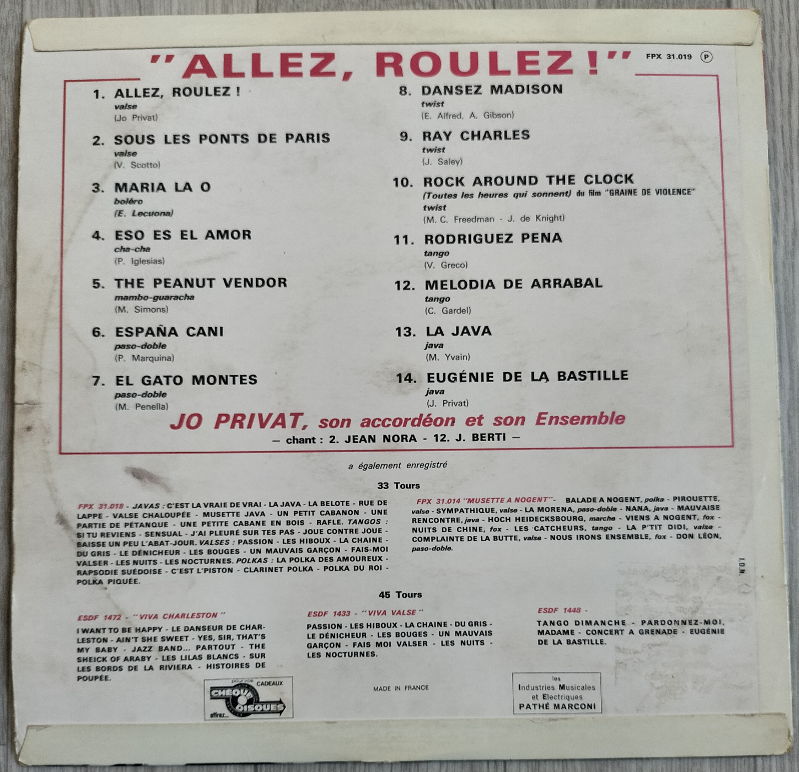 "ALLEZ, ROULEZ !"
FPX 31.019 P
1. ALLEZ, ROULEZ !
valse
(Jo Privat)
2. SOUS LES PONTS DE PARIS
valse
(V. Scotto)
3. MARIA LA O
boléro
(E. Lecuona)
4. ESO ES EL AMOR
cha-cha
(P. Iglesias)
5. THE PEANUT VENDOR
mambo-guaracha
(M. Simons)
6. ESPAÑA CANI
paso-doble
(P. Marquina)
7. EL GATO MONTES
paso-doble
(M. Penella)
8. DANSEZ MADISON
twist
(E. Alfred, A. Gibson)
9. RAY CHARLES
twist
(J. Saley)
10. ROCK AROUND THE CLOCK
(Toutes les heures qui sonnent) du film "GRAINE DE VIOLENCE"
twist
(M.C. Freedman - J. de Knight)
11. RODRIGUEZ PENA
tango
(V. Greco)
12. MELODIA DE ARRABAL
tango
(C. Gardel)
13. LA JAVA
java
(M. Yvain)
14. EUGÉNIE DE LA BASTILLE
java
(J. Privat)
JO PRIVAT, son accordéon et son Ensemble
– chant : 2. JEAN NORA - 12. J. BERTI –
a également enregistré
33 Tours
FPX 31.018 - JAVAS : C'EST LA VRAIE DE VRAI - LA JAVA - LA BELOTE - RUE DE
LAPPE - VALSE CHALOUPÉE - MUSETTE JAVA - UN PETIT CABANON - UNE
PARTIE DE PÉTANQUE - UNE PETITE CABANE EN BOIS - RAFLE. TANGOS :
SI TU REVIENS - SENSUAL - J'AI PLEURÉ SUR TES PAS - JOUE CONTRE JOUE -
BAISSE UN PEU L'ABAT-JOUR. VALSES : PASSION - LES HIBOUX - LA CHAINE -
DU GRIS - LE DÉNICHEUR - LES BOUGES - UN MAUVAIS GARÇON - FAIS-MOI
VALSER - LES NUITS - LES NOCTURNES. POLKAS : LA POLKA DES AMOUREUX -
RAPSODIE SUÉDOISE - C'EST L'PISTON - CLARINET POLKA - POLKA DU ROI -
POLKA PIQUÉE.
FPX 31.014 "MUSETTE A NOGENT" - BALADE A NOGENT, polka - PIROUETTE,
valse - SYMPATHIQUE, valse - LA MORENA, paso-doble - NANA, java - MAUVAISE
RENCONTRE, java - HOCH HEIDECKSBOURG, marche - VIENS A NOGENT, fox -
NUITS DE CHINE, fox - LES CATCHEURS, tango - LA P'TIT DIDI, valse -
COMPLAINTE DE LA BUTTE, valse - NOUS IRONS ENSEMBLE, fox - DON LÉON,
paso-doble.
I.D.N.
45 Tours
ESDF 1472 - "VIVA CHARLESTON"
I WANT TO BE HAPPY - LE DANSEUR DE CHAR-
LESTON - AIN'T SHE SWEET - YES, SIR, THAT'S
MY BABY - JAZZ BAND... PARTOUT - THE
SHEICK OF ARABY - LES LILAS BLANCS - SUR
LES BORDS DE LA RIVIERA - HISTOIRES DE
POUPÉE.
ESDF 1433 - "VIVA VALSE"
PASSION - LES HIBOUX - LA CHAINE - DU GRIS -
LE DÉNICHEUR - LES BOUGES - UN MAUVAIS
GARÇON - FAIS MOI VALSER - LES NUITS -
LES NOCTURNES.
ESDF 1448 -
TANGO DIMANCHE - PARDONNEZ-MOI,
MADAME - CONCERT A GRENADE - EUGÉNIE
DE LA BASTILLE.
pour vos CADEAUX
CHÈQUE
DISQUES
offrez...
MADE IN FRANCE
les
Industries Musicales
et Electriques
PATHÉ MARCONI